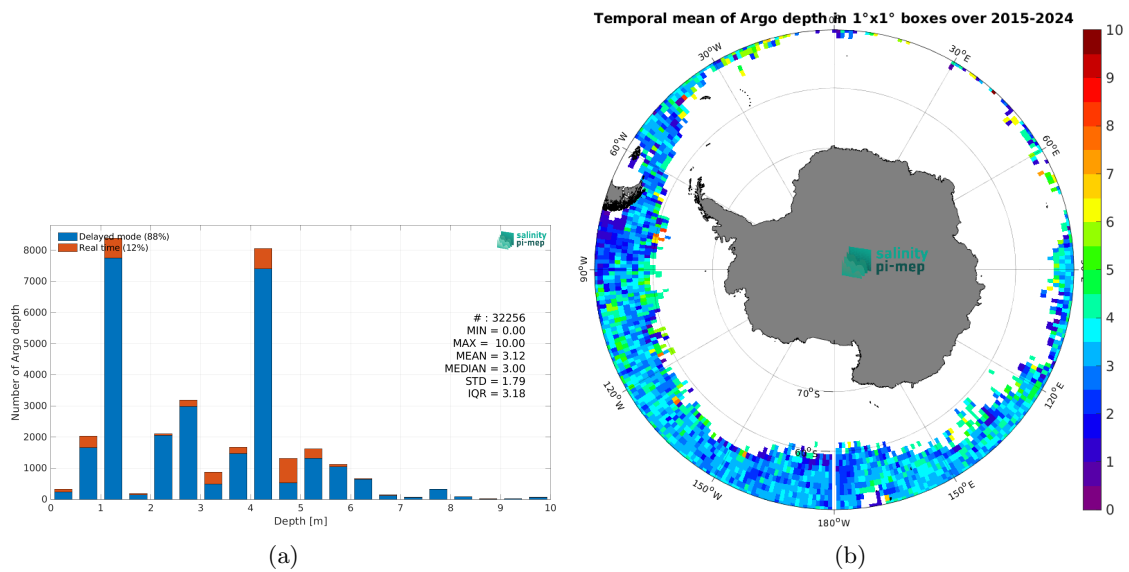 Temporal mean of Argo depth in 1°x1° boxes over 2015-2024
Delayed mode (88%)
Real time (12%)
salinity
pi-mep
Number of Argo depth
8000
7000
6000
5000
4000
3000
2000
1000
0
# : 32256
MIN = 0.00
MAX = 10.00
MEAN = 3.12
MEDIAN = 3.00
STD = 1.79
IQR = 3.18
0 1 2 3 4 5 6 7 8 9 10
Depth [m]
(a)
30°W
30°E
60°W
60°E
90°W
salinity
pi-mep
120°W
120°E
70°S
60°S
150°W
150°E
180°W
10
9
8
7
6
5
4
3
2
1
0
(b)